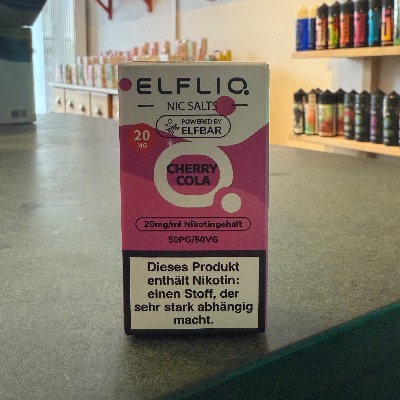 ELFLIQ
NIC SALTS
POWERED BY
ELFBAR
20
MG
CHERRY
COLA
20mg/ml Nikotingehalt
50PG/50VG
Dieses Produkt
enthält Nikotin:
einen Stoff, der
sehr stark abhängig
macht.